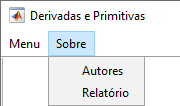 Derivadas e Primitivas
Menu Sobre
Autores
Relatório